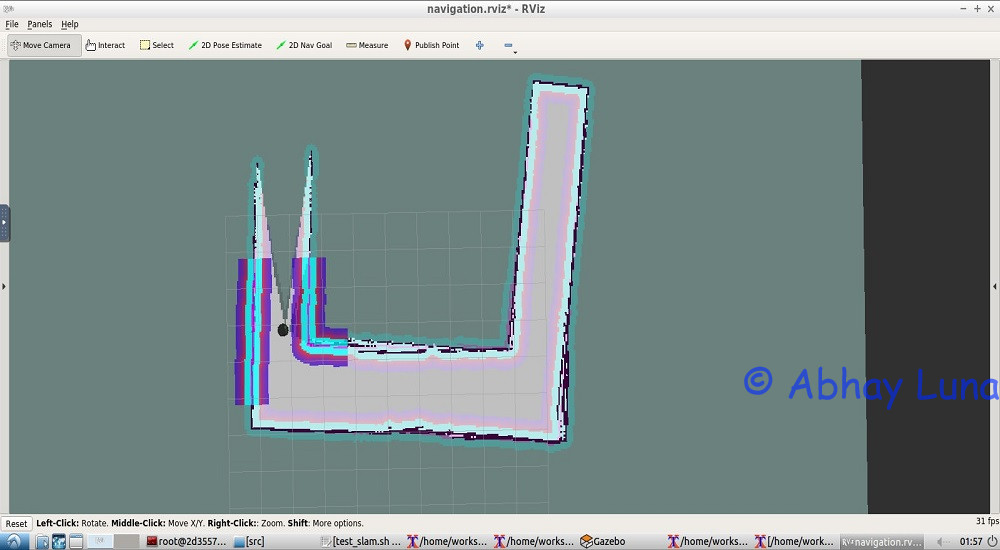 navigation.rviz* - RViz
File Panels Help
Move Camera Interact Select 2D Pose Estimate 2D Nav Goal Measure Publish Point
© Abhay Luna
Reset Left-Click: Rotate. Middle-Click: Move X/Y. Right-Click:: Zoom. Shift: More options. 31 fps
root@2d3557... [src] [test_slam.sh ... /home/works... /home/works... Gazebo /home/works... [/home/works... navigation.rv... 01:57